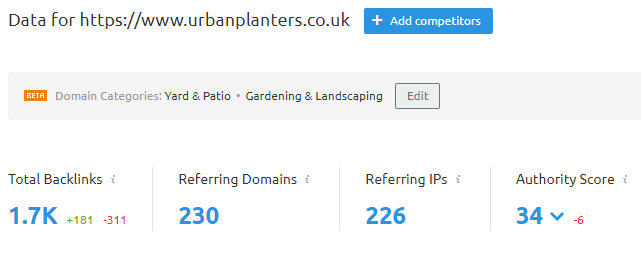 Data for https://www.urbanplanters.co.uk + Add competitors
BETA Domain Categories: Yard & Patio • Gardening & Landscaping Edit
Total Backlinks i Referring Domains i Referring IPs i Authority Score i
1.7K +181 -311 230 226 34 -6